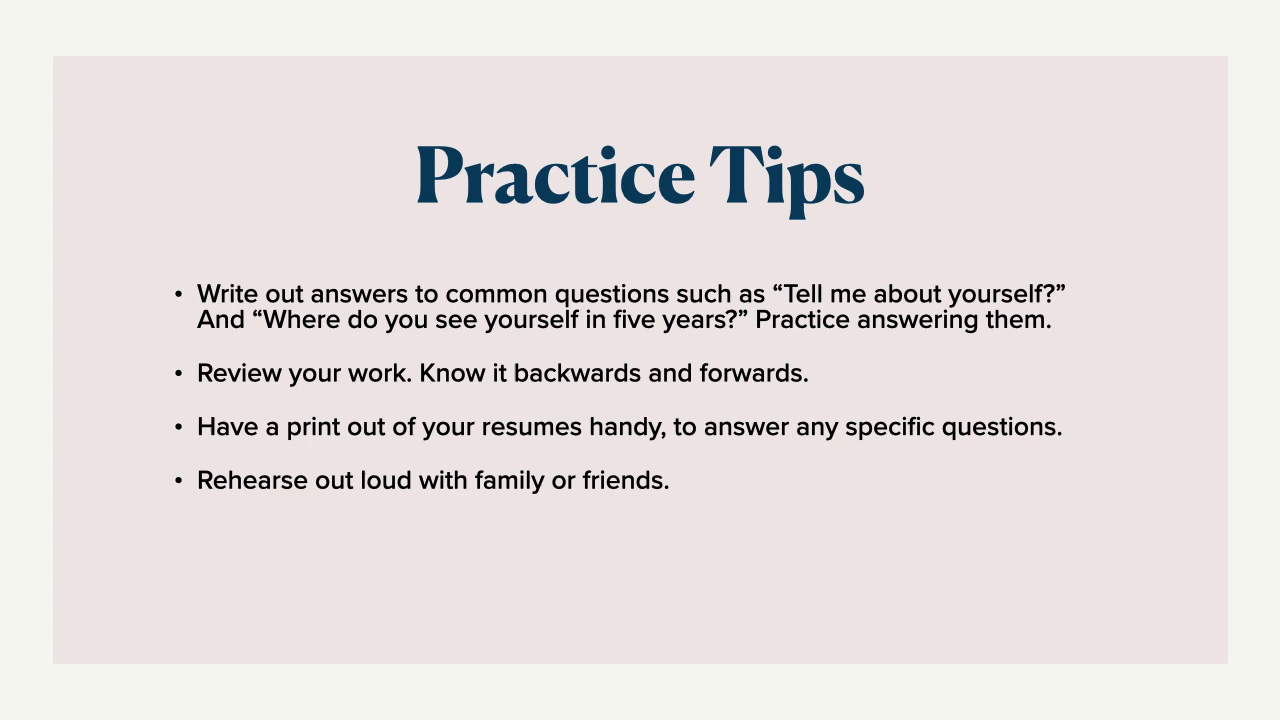 Practice Tips
• Write out answers to common questions such as “Tell me about yourself?”
And “Where do you see yourself in five years?” Practice answering them.
• Review your work. Know it backwards and forwards.
• Have a print out of your resumes handy, to answer any specific questions.
• Rehearse out loud with family or friends.